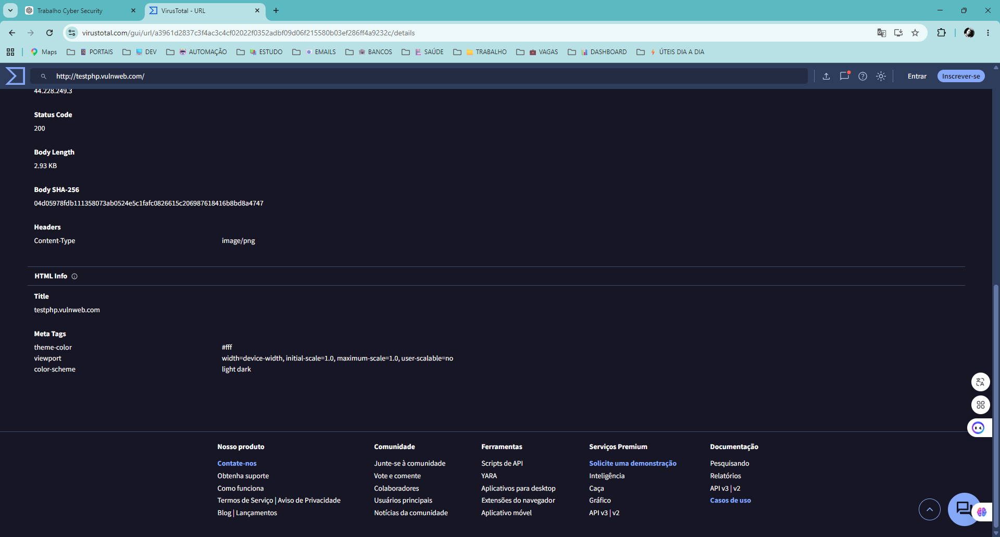 Trabalho Cyber Security
VirusTotal - URL
virustotal.com/gui/url/a3961d2837c3f4ac3c4cf02022f0352adbf09d06f215580b03ef286ff4a9232c/details
Maps
PORTAIS
DEV
AUTOMAÇÃO
ESTUDO
EMAILS
BANCOS
SAÚDE
TRABALHO
VAGAS
DASHBOARD
ÚTEIS DIA A DIA
http://testphp.vulnweb.com/
Entrar
Inscrever-se
44.228.249.3
Status Code
200
Body Length
2.93 KB
Body SHA-256
04d05978fdb111358073ab0524e5c1fafc0826615c206987618416b8bd8a4747
Headers
Content-Type image/png
HTML Info
Title
testphp.vulnweb.com
Meta Tags
theme-color #fff
viewport width=device-width, initial-scale=1.0, maximum-scale=1.0, user-scalable=no
color-scheme light dark
Nosso produto
Contate-nos
Obtenha suporte
Como funciona
Termos de Serviço | Aviso de Privacidade
Blog | Lançamentos
Comunidade
Junte-se à comunidade
Vote e comente
Colaboradores
Usuários principais
Notícias da comunidade
Ferramentas
Scripts de API
YARA
Aplicativos para desktop
Extensões do navegador
Aplicativo móvel
Serviços Premium
Solicite uma demonstração
Inteligência
Caça
Gráfico
API v3 | v2
Documentação
Pesquisando
Relatórios
API v3 | v2
Casos de uso